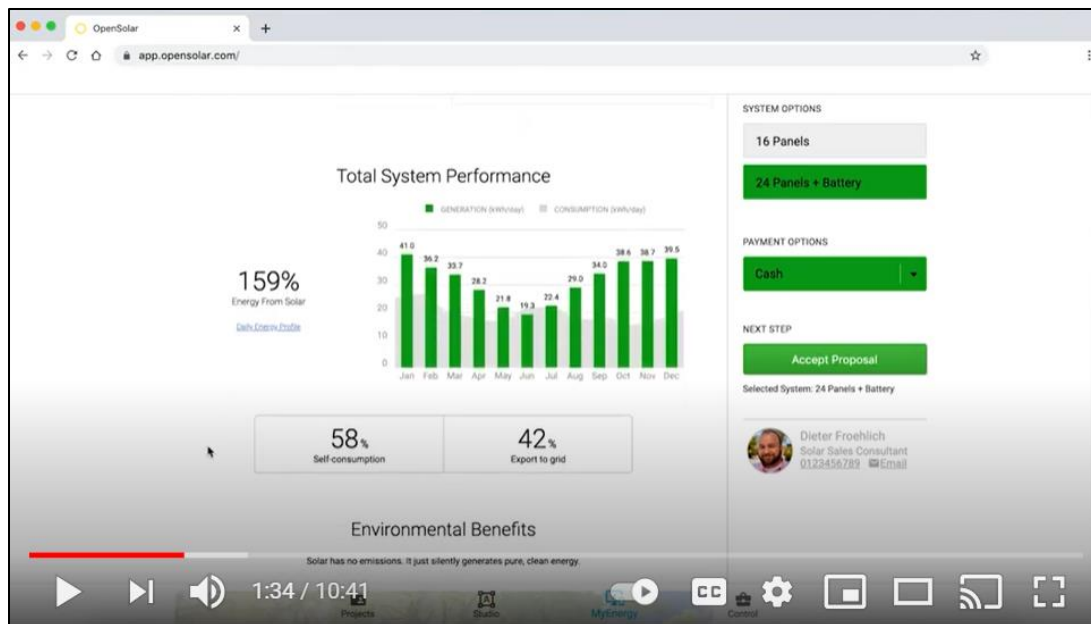 OpenSolar
app.opensolar.com/
SYSTEM OPTIONS
16 Panels
24 Panels + Battery
PAYMENT OPTIONS
Cash
NEXT STEP
Accept Proposal
Selected System: 24 Panels + Battery
Dieter Froehlich
Solar Sales Consultant
0123456789 Email
Total System Performance
GENERATION (kWh/day) CONSUMPTION (kWh/day)
50
40
30
20
10
0
41.0 36.2 33.7 28.2 21.8 19.3 22.4 29.0 34.0 38.6 38.7 39.5
Jan Feb Mar Apr May Jun Jul Aug Sep Oct Nov Dec
159%
Energy From Solar
Daily Energy Profile
58%
Self-consumption
42%
Export to grid
Environmental Benefits
Solar has no emissions. It just silently generates pure, clean energy.
1:34 / 10:41
CC
Projects
Studio
MyEnergy
Control